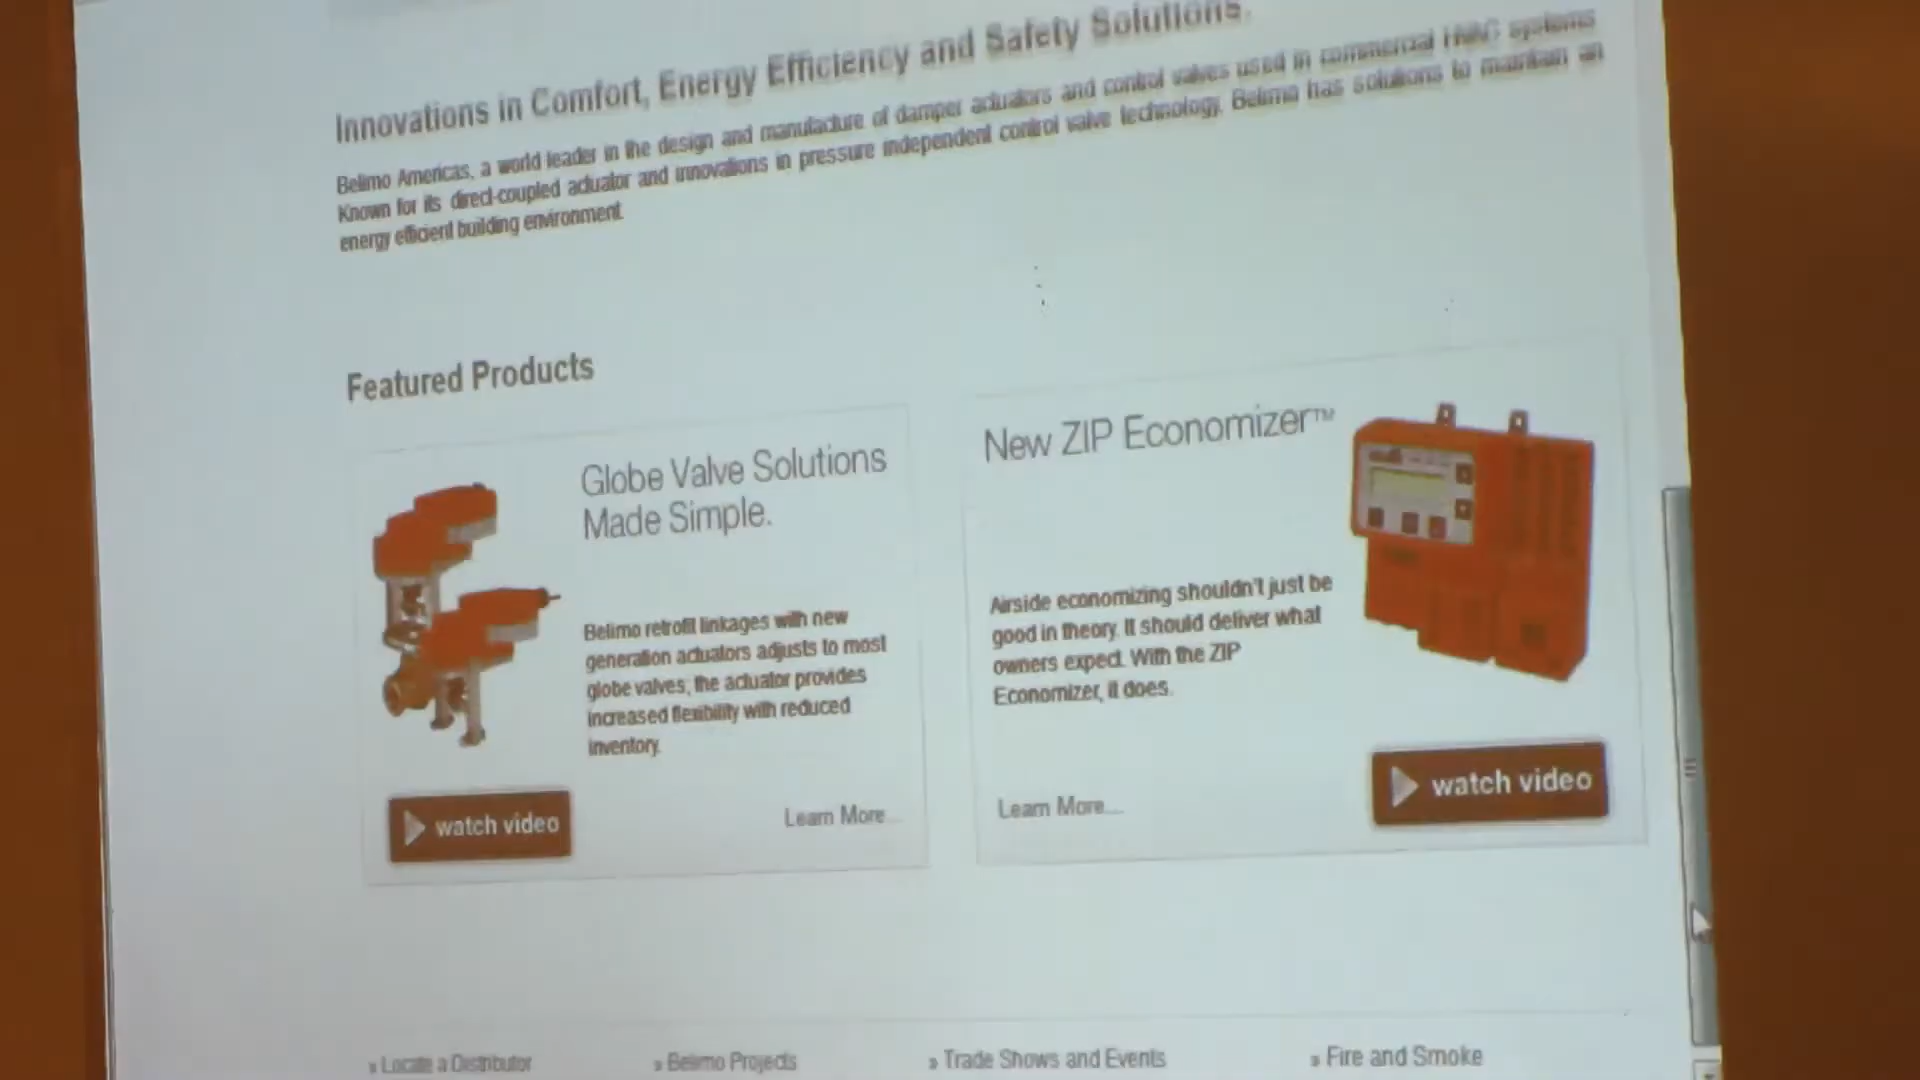 Innovations in Comfort, Energy Efficiency and Safety Solutions.
Belimo Americas, a world leader in the design and manufacture of damper actuators and control valves used in commercial HVAC systems
Known for its direct-coupled actuator and innovations in pressure independent control valve technology, Belimo has solutions to maintain an
energy efficient building environment.
Featured Products
Globe Valve Solutions
Made Simple.
Belimo retrofit linkages with new
generation actuators adjusts to most
globe valves; the actuator provides
increased flexibility with reduced
inventory.
watch video
Learn More...
New ZIP Economizer™
Airside economizing shouldn't just be
good in theory. It should deliver what
owners expect. With the ZIP
Economizer, it does.
Learn More...
watch video
» Locate a Distributor
» Belimo Projects
» Trade Shows and Events
» Fire and Smoke